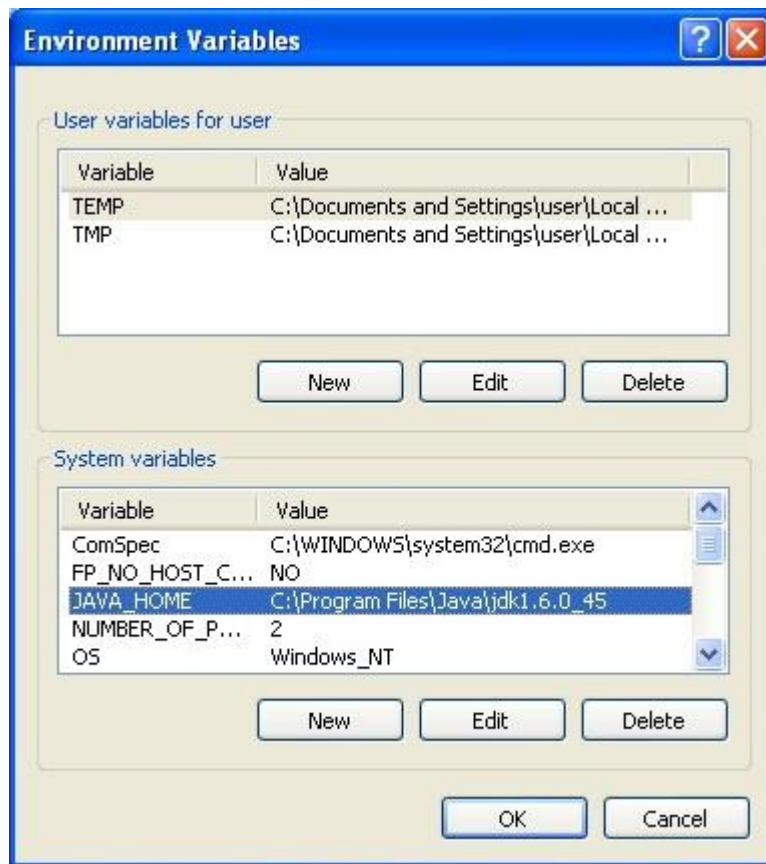 Environment Variables
User variables for user
Variable Value
TEMP C:\Documents and Settings\user\Local ...
TMP C:\Documents and Settings\user\Local ...
New Edit Delete
System variables
Variable Value
ComSpec C:\WINDOWS\system32\cmd.exe
FP_NO_HOST_C... NO
JAVA_HOME C:\Program Files\Java\jdk1.6.0_45
NUMBER_OF_P... 2
OS Windows_NT
New Edit Delete
OK Cancel